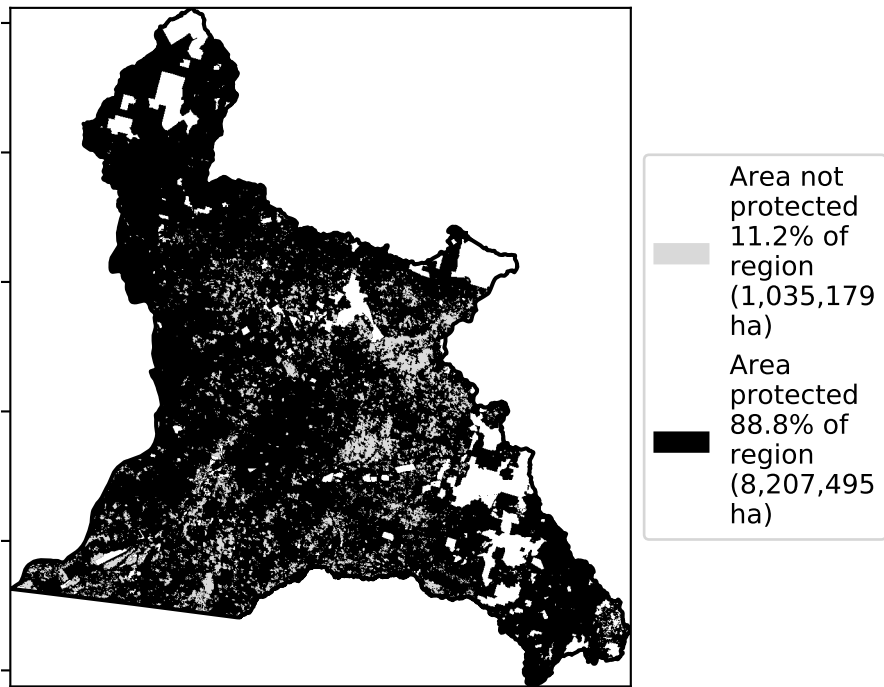 Area not
protected
11.2% of
region
(1,035,179
ha)
Area
protected
88.8% of
region
(8,207,495
ha)